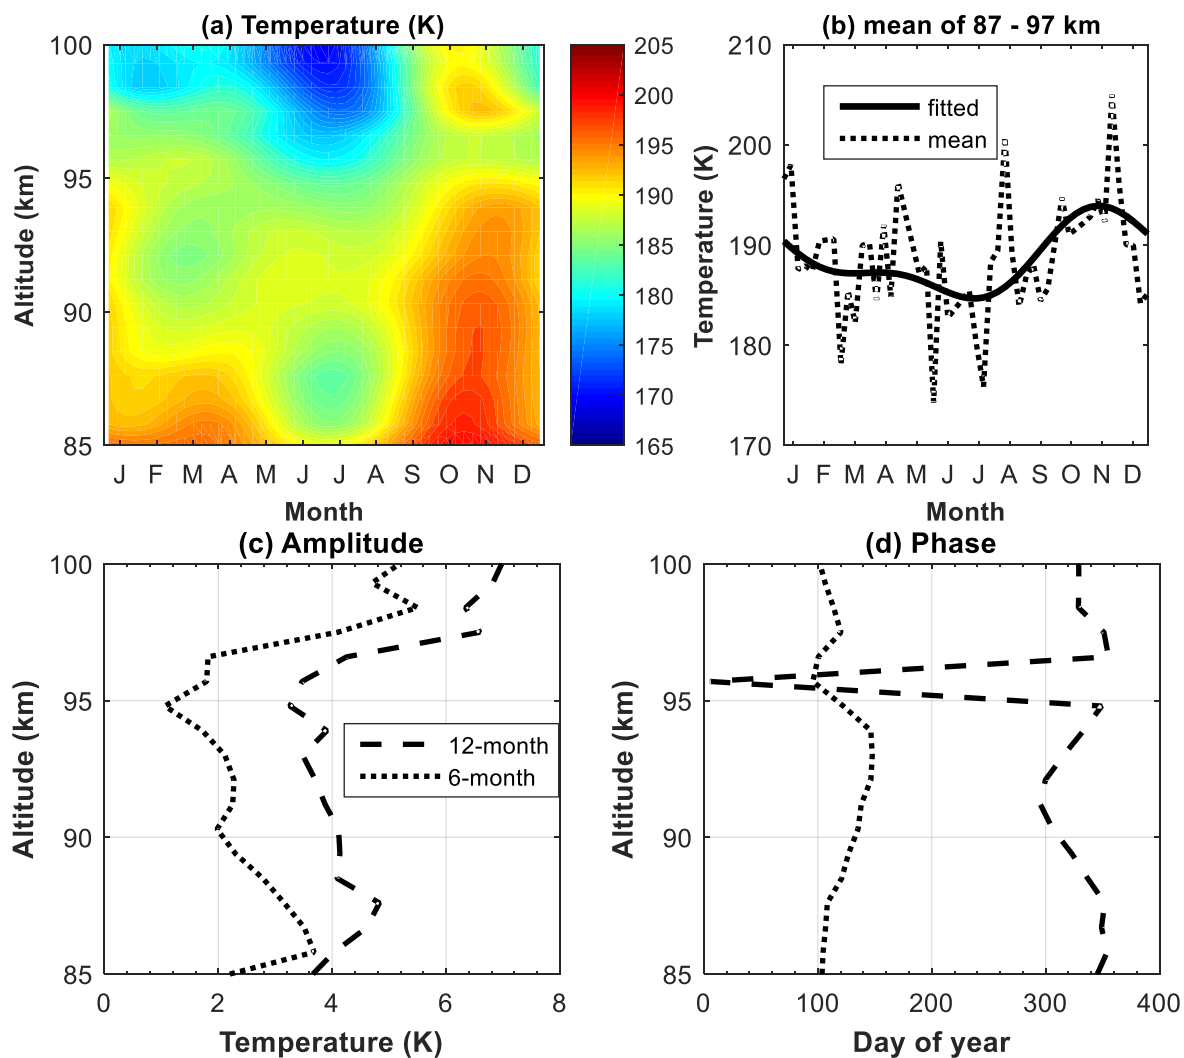 (a) Temperature (K)
100
95
90
85
Altitude (km)
J F M A M J J A S O N D
Month
205
200
195
190
185
180
175
170
165
(b) mean of 87 - 97 km
210
200
190
180
170
Temperature (K)
fitted
mean
J F M A M J J A S O N D
Month
(c) Amplitude
100
95
90
85
Altitude (km)
12-month
6-month
0 2 4 6 8
Temperature (K)
(d) Phase
100
95
90
85
Altitude (km)
0 100 200 300 400
Day of year